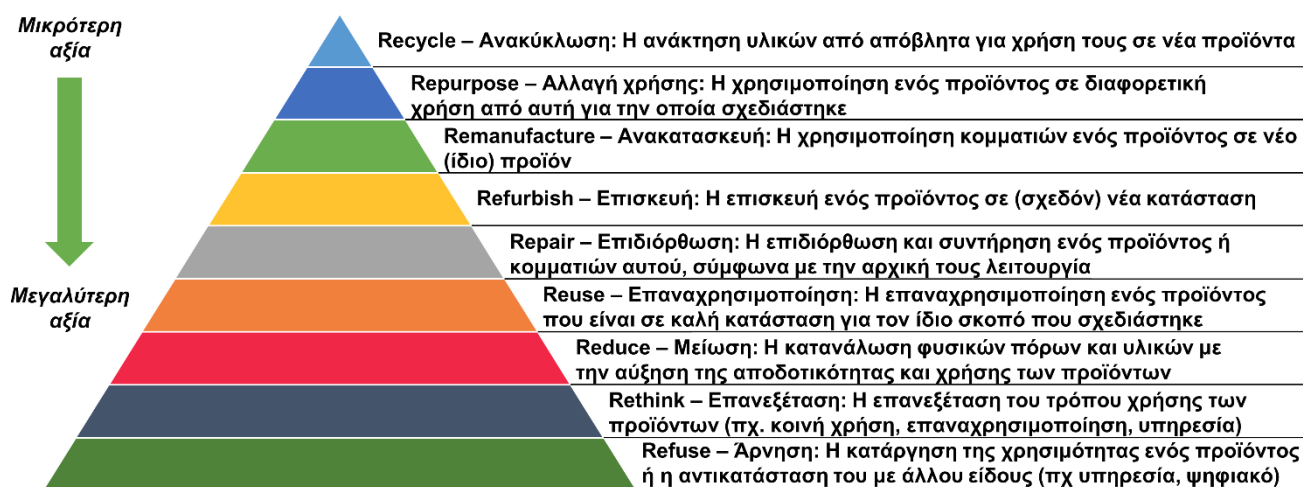 Μικρότερη
αξία
Μεγαλύτερη
αξία
Recycle – Ανακύκλωση: Η ανάκτηση υλικών από απόβλητα για χρήση τους σε νέα προϊόντα
Repurpose – Αλλαγή χρήσης: Η χρησιμοποίηση ενός προϊόντος σε διαφορετική
χρήση από αυτή για την οποία σχεδιάστηκε
Remanufacture – Ανακατασκευή: Η χρησιμοποίηση κομματιών ενός προϊόντος σε νέο
(ίδιο) προϊόν
Refurbish – Επισκευή: Η επισκευή ενός προϊόντος σε (σχεδόν) νέα κατάσταση
Repair – Επιδιόρθωση: Η επιδιόρθωση και συντήρηση ενός προϊόντος ή
κομματιών αυτού, σύμφωνα με την αρχική τους λειτουργία
Reuse – Επαναχρησιμοποίηση: Η επαναχρησιμοποίηση ενός προϊόντος
που είναι σε καλή κατάσταση για τον ίδιο σκοπό που σχεδιάστηκε
Reduce – Μείωση: Η κατανάλωση φυσικών πόρων και υλικών με
την αύξηση της αποδοτικότητας και χρήσης των προϊόντων
Rethink – Επανεξέταση: Η επανεξέταση του τρόπου χρήσης των
προϊόντων (πχ. κοινή χρήση, επαναχρησιμοποίηση, υπηρεσία)
Refuse – Άρνηση: Η κατάργηση της χρησιμότητας ενός προϊόντος
ή η αντικατάσταση του με άλλου είδους (πχ υπηρεσία, ψηφιακό)